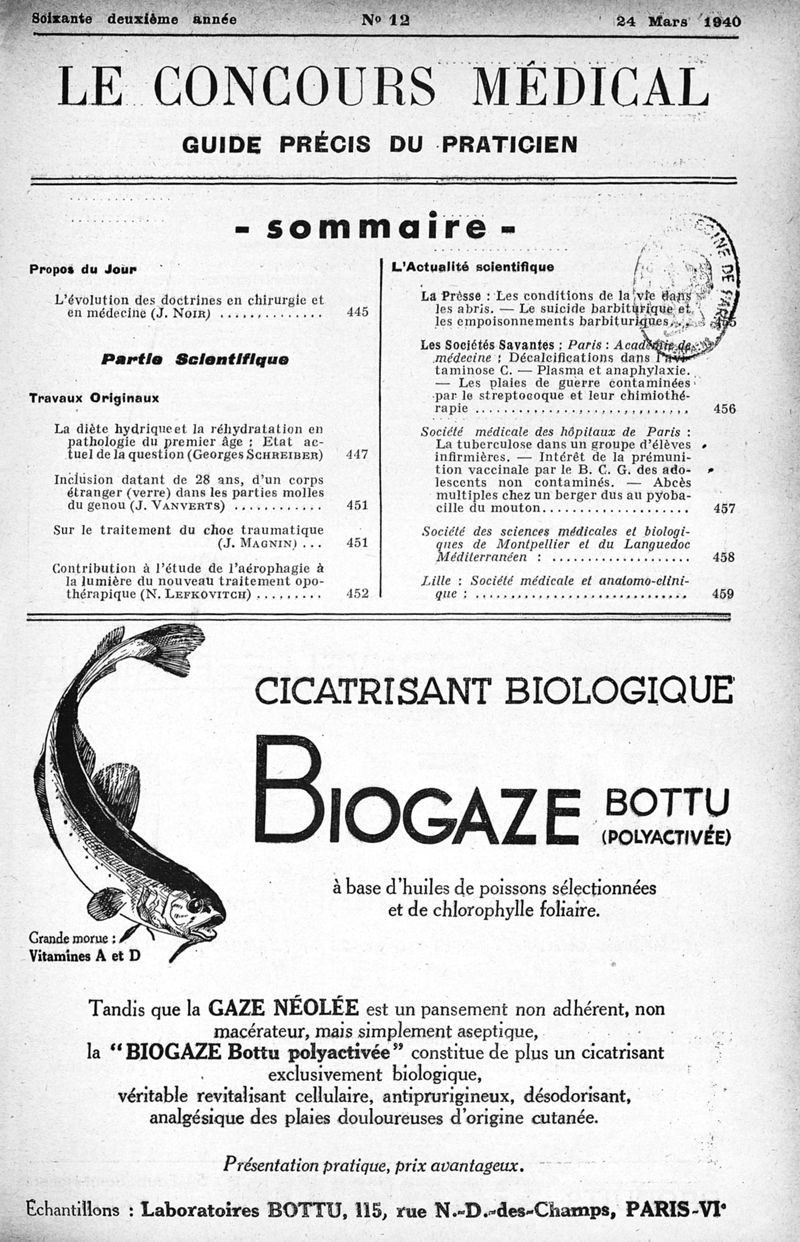 Soixante deuxième année
No 12
24 Mars 1940
LE CONCOURS MÉDICAL
GUIDE PRÉCIS DU PRATICIEN
- sommaire -
Propos du Jour
L'évolution des doctrines en chirurgie et
en médecine (J. NOIR) .............. 445
Partie Scientifique
Travaux Originaux
La diète hydrique et la réhydratation en
pathologie du premier âge : Etat ac-
tuel de la question (Georges SCHREIBER) 447
Inclusion datant de 28 ans, d'un corps
étranger (verre) dans les parties molles
du genou (J. VANVERTS) ............ 451
Sur le traitement du choc traumatique
(J. MAGNIN) ... 451
Contribution à l'étude de l'aérophagie à
la lumière du nouveau traitement opo-
thérapique (N. LEFKOVITCH) ......... 452
L'Actualité scientifique
La Presse : Les conditions de la vie dans
les abris. — Le suicide barbiturique et
les empoisonnements barbituriques...
Les Sociétés Savantes : Paris : Académie de
médecine : Décalcifications dans l'avi-
taminose C. — Plasma et anaphylaxie.
— Les plaies de guerre contaminées
par le streptocoque et leur chimiothé-
rapie ............................ 456
Société médicale des hôpitaux de Paris :
La tuberculose dans un groupe d'élèves
infirmières. — Intérêt de la prémuni-
tion vaccinale par le B. C. G. des ado-
lescents non contaminés. — Abcès
multiples chez un berger dus au pyoba-
cille du mouton................... 457
Société des sciences médicales et biologi-
ques de Montpellier et du Languedoc
Méditerranéen : .................. 458
Lille : Société médicale et anatomo-clini-
que : ............................ 459
CICATRISANT BIOLOGIQUE
BIOGAZE BOTTU
(POLYACTIVÉE)
à base d'huiles de poissons sélectionnées
et de chlorophylle foliaire.
Grande morue :
Vitamines A et D
Tandis que la GAZE NÉOLÉE est un pansement non adhérent, non
macérateur, mais simplement aseptique,
la "BIOGAZE Bottu polyactivée" constitue de plus un cicatrisant
exclusivement biologique,
véritable revitalisant cellulaire, antiprurigineux, désodorisant,
analgésique des plaies douloureuses d'origine cutanée.
Présentation pratique, prix avantageux.
Échantillons : Laboratoires BOTTU, 115, rue N.-D.-des-Champs, PARIS-VIe